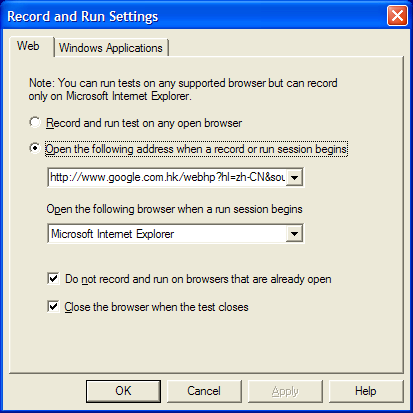 Record and Run Settings
Web
Windows Applications
Note: You can run tests on any supported browser but can record
only on Microsoft Internet Explorer.
Record and run test on any open browser
Open the following address when a record or run session begins
http://www.google.com.hk/webhp?hl=zh-CN&sou
Open the following browser when a run session begins
Microsoft Internet Explorer
Do not record and run on browsers that are already open
Close the browser when the test closes
OK
Cancel
Apply
Help